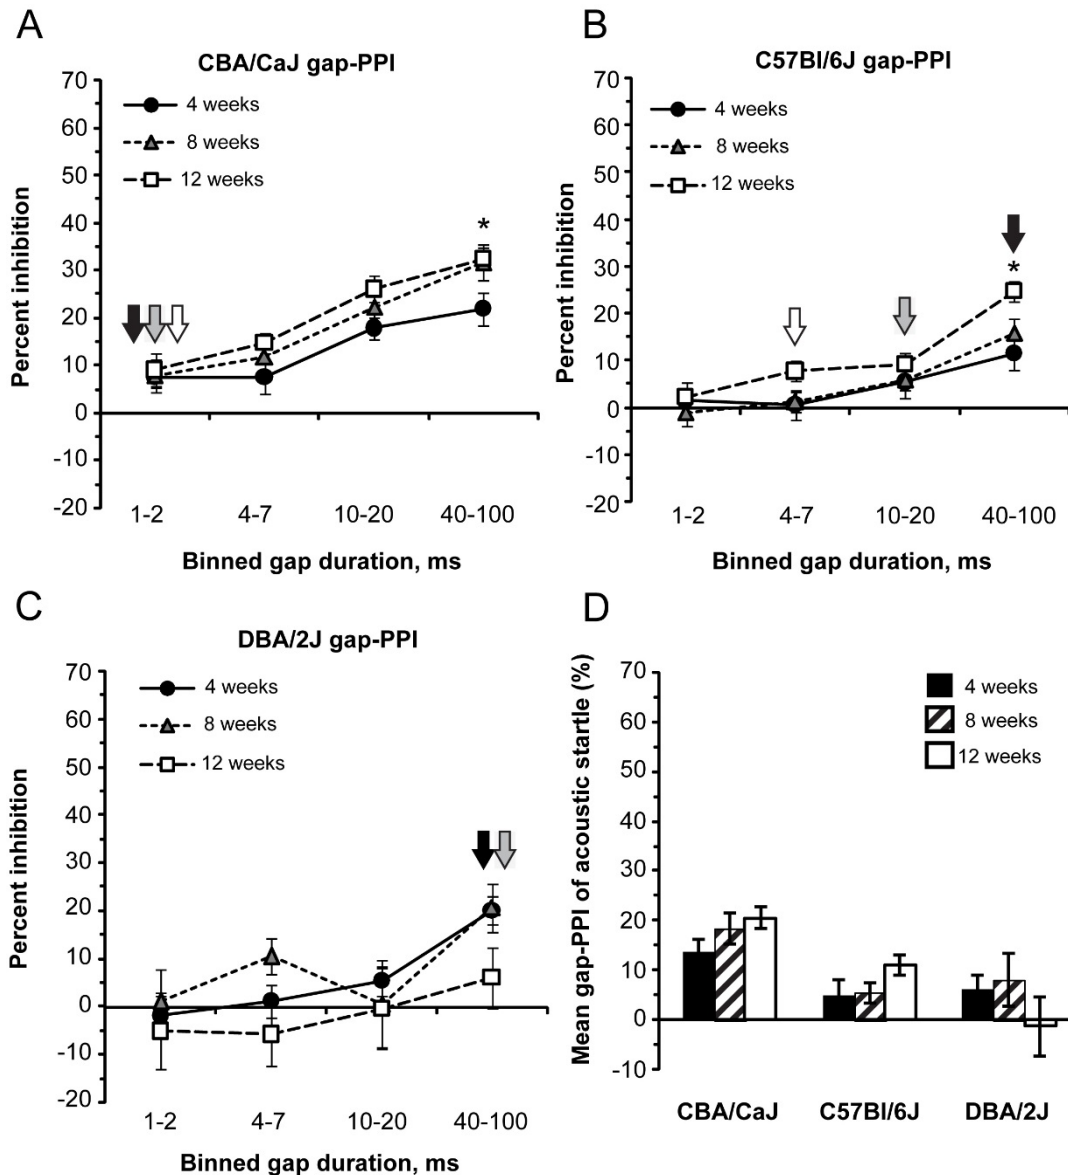 A
CBA/CaJ gap-PPI
70
60
50
40
30
20
10
0
-10
-20
4 weeks
8 weeks
12 weeks
*
Percent inhibition
1-2
4-7
10-20
40-100
Binned gap duration, ms
B
C57Bl/6J gap-PPI
70
60
50
40
30
20
10
0
-10
-20
4 weeks
8 weeks
12 weeks
*
Percent inhibition
1-2
4-7
10-20
40-100
Binned gap duration, ms
C
DBA/2J gap-PPI
70
60
50
40
30
20
10
0
-10
-20
4 weeks
8 weeks
12 weeks
Percent inhibition
1-2
4-7
10-20
40-100
Binned gap duration, ms
D
70
60
50
40
30
20
10
0
-10
4 weeks
8 weeks
12 weeks
Mean gap-PPI of acoustic startle (%)
CBA/CaJ
C57Bl/6J
DBA/2J